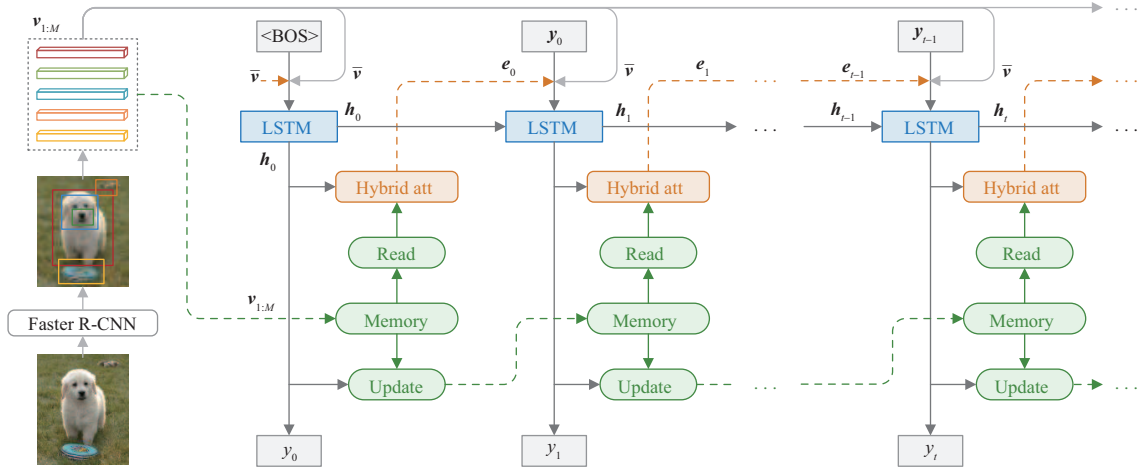 v₁:M
<BOS>
y₀
yₜ₋₁
. . .
v̄
v̄
e₀
v̄
e₁
. . .
eₜ₋₁
v̄
. . .
LSTM
h₀
LSTM
h₁
. . .
hₜ₋₁
LSTM
hₜ
. . .
h₀
Hybrid att
Hybrid att
Hybrid att
Read
Read
Read
v₁:M
Faster R-CNN
Memory
Memory
Memory
Update
Update
. . .
Update
. . .
y₀
y₁
yₜ